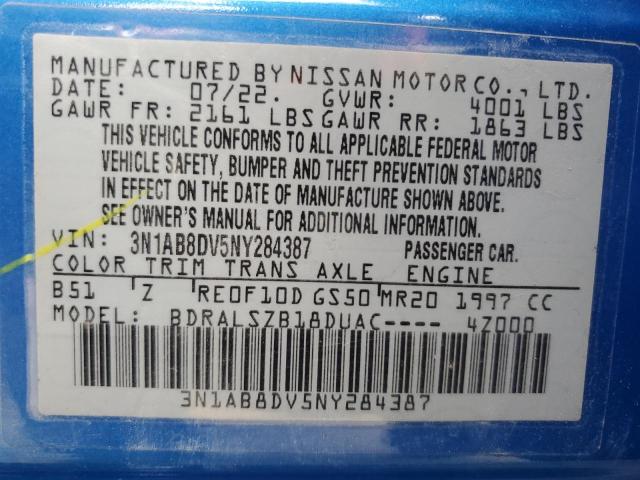 MANUFACTURED BY NISSAN MOTOR CO., LTD.
DATE: 07/22. GVWR: 4001 LBS
GAWR FR: 2161 LBS GAWR RR: 1863 LBS
THIS VEHICLE CONFORMS TO ALL APPLICABLE FEDERAL MOTOR
VEHICLE SAFETY, BUMPER AND THEFT PREVENTION STANDARDS
IN EFFECT ON THE DATE OF MANUFACTURE SHOWN ABOVE.
SEE OWNER'S MANUAL FOR ADDITIONAL INFORMATION.
VIN: 3N1AB8DV5NY284387 PASSENGER CAR.
COLOR TRIM TRANS AXLE ENGINE
B51 Z RE0F10D GS50 MR20 1997 CC
MODEL: BDRALSZB18DUAC---- 4Z000
3N1AB8DV5NY284387